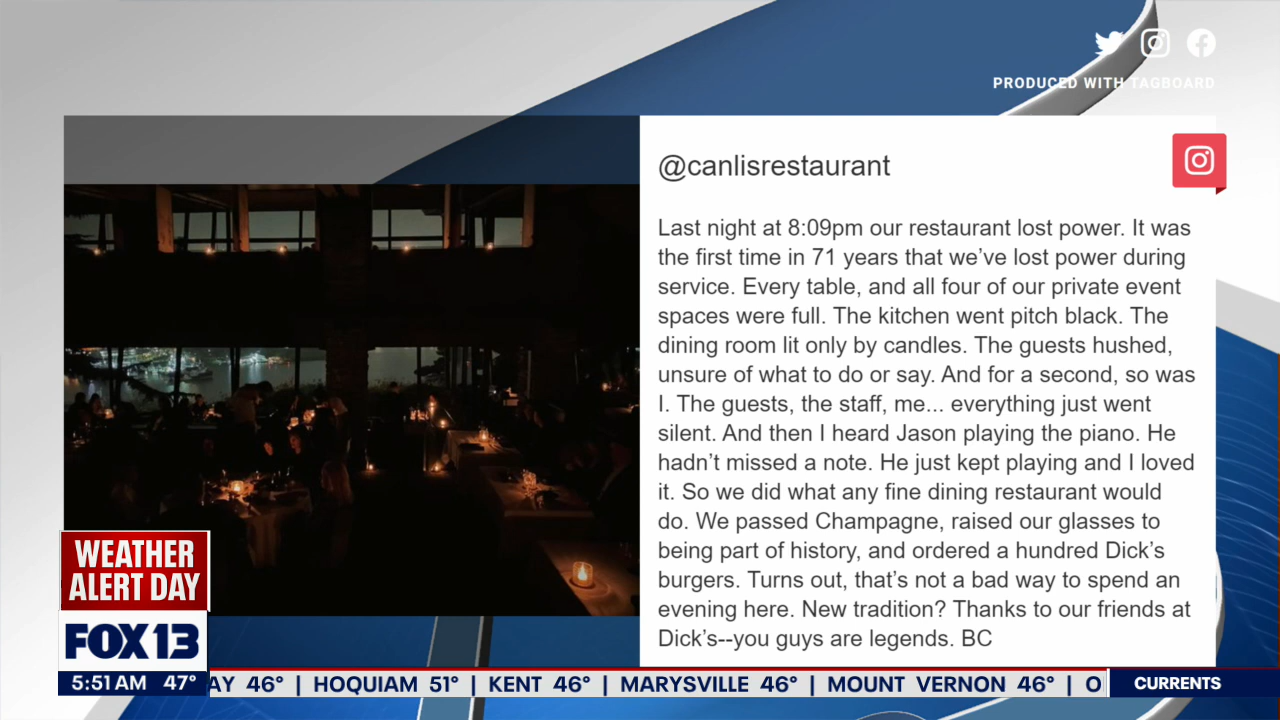 PRODUCED WITH TAGBOARD
@canlisrestaurant
Last night at 8:09pm our restaurant lost power. It was
the first time in 71 years that we've lost power during
service. Every table, and all four of our private event
spaces were full. The kitchen went pitch black. The
dining room lit only by candles. The guests hushed,
unsure of what to do or say. And for a second, so was
I. The guests, the staff, me... everything just went
silent. And then I heard Jason playing the piano. He
hadn't missed a note. He just kept playing and I loved
it. So we did what any fine dining restaurant would
do. We passed Champagne, raised our glasses to
being part of history, and ordered a hundred Dick's
burgers. Turns out, that's not a bad way to spend an
evening here. New tradition? Thanks to our friends at
Dick's--you guys are legends. BC
WEATHER
ALERT DAY
FOX 13
5:51 AM 47°
AY 46° | HOQUIAM 51° | KENT 46° | MARYSVILLE 46° | MOUNT VERNON 46° | O
CURRENTS